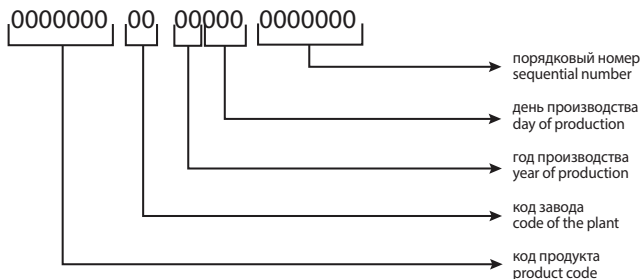 0000000 00 00000 0000000
порядковый номер
sequential number
день производства
day of production
год производства
year of production
код завода
code of the plant
код продукта
product code